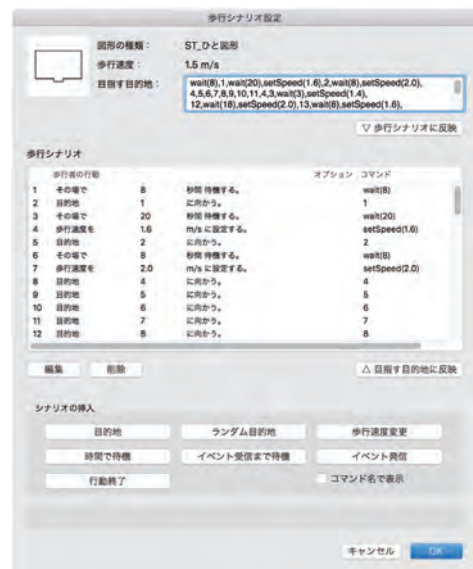 歩行シナリオ設定
図形の種類： ST_ひと図形
歩行速度： 1.5 m/s
目指す目的地： wait(8),1,wait(20),setSpeed(1.6),2,wait(8),setSpeed(2.0),
4,5,6,7,8,9,10,11,4,3,wait(3),setSpeed(1.4),
12,wait(18),setSpeed(2.0),13,wait(8),setSpeed(1.6),
▽ 歩行シナリオに反映
歩行シナリオ
歩行者の行動 オプション コマンド
1 その場で 8 秒間 待機する。 wait(8)
2 目的地 1 に向かう。 1
3 その場で 20 秒間 待機する。 wait(20)
4 歩行速度を 1.6 m/s に設定する。 setSpeed(1.6)
5 目的地 2 に向かう。 2
6 その場で 8 秒間 待機する。 wait(8)
7 歩行速度を 2.0 m/s に設定する。 setSpeed(2.0)
8 目的地 4 に向かう。 4
9 目的地 5 に向かう。 5
10 目的地 6 に向かう。 6
11 目的地 7 に向かう。 7
12 目的地 8 に向かう。 8
編集 削除 △ 目指す目的地に反映
シナリオの挿入
目的地 ランダム目的地 歩行速度変更
時間で待機 イベント受信まで待機 イベント発信
行動終了 コマンド名で表示
キャンセル OK